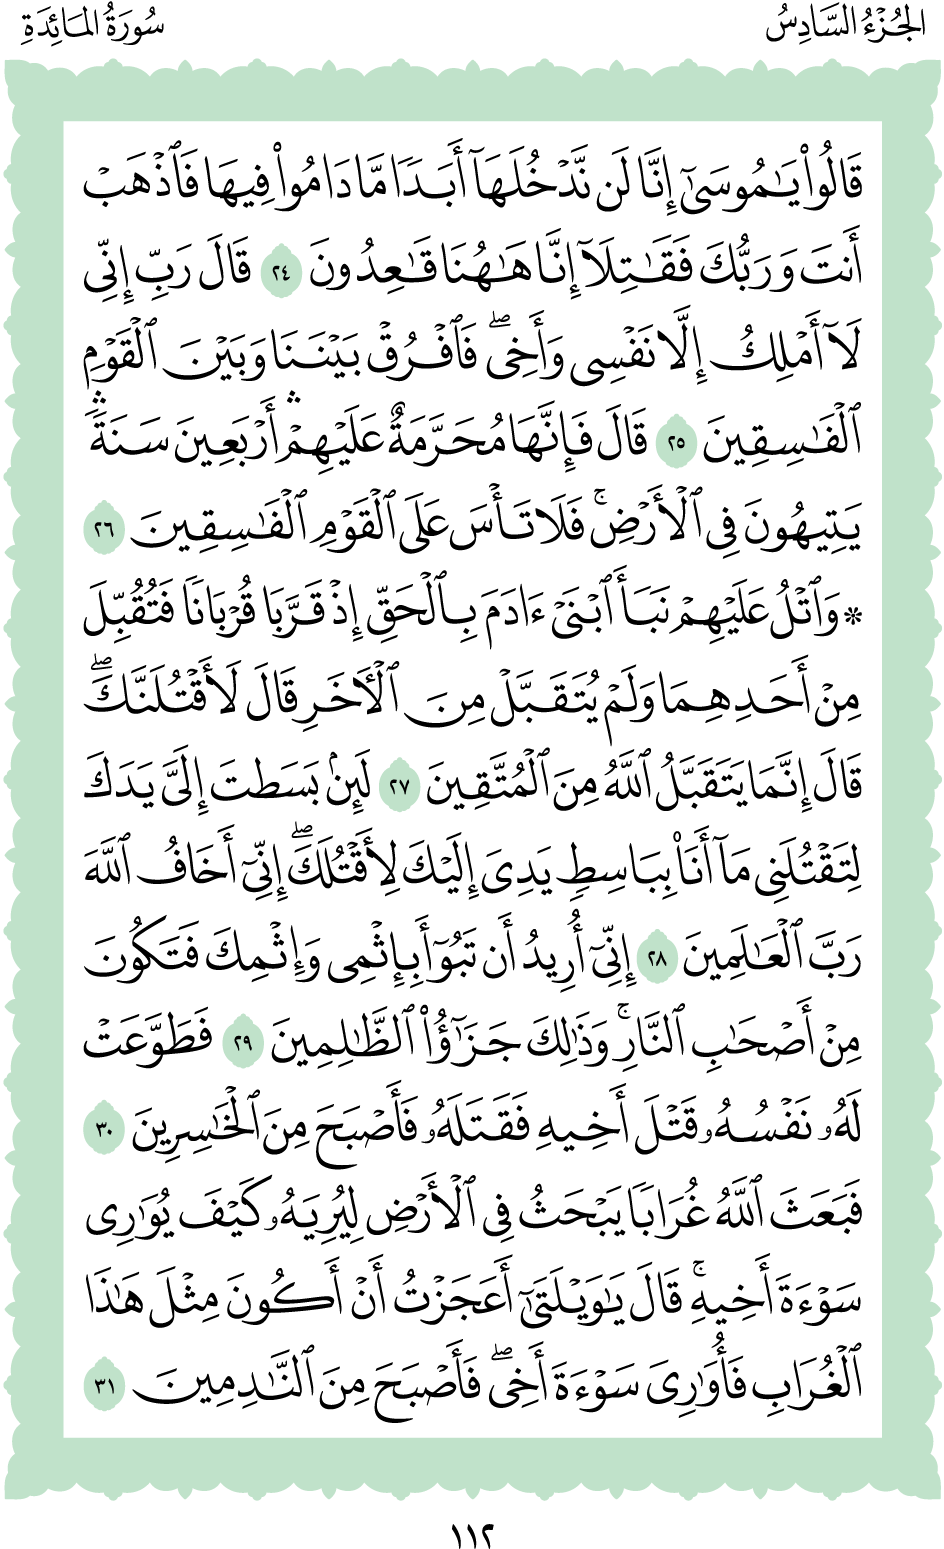 الجُزْءُ السَّادِسُ
سُورَةُ المَائِدَةِ
قَالُوا۟ يَـٰمُوسَىٰٓ إِنَّا لَن نَّدْخُلَهَآ أَبَدًا مَّا دَامُوا۟ فِيهَا فَٱذْهَبْ
أَنتَ وَرَبُّكَ فَقَـٰتِلَآ إِنَّا هَـٰهُنَا قَـٰعِدُونَ ٢٤ قَالَ رَبِّ إِنِّى
لَآ أَمْلِكُ إِلَّا نَفْسِى وَأَخِى ۖ فَٱفْرُقْ بَيْنَنَا وَبَيْنَ ٱلْقَوْمِ
ٱلْفَـٰسِقِينَ ٢٥ قَالَ فَإِنَّهَا مُحَرَّمَةٌ عَلَيْهِمْ ۛ أَرْبَعِينَ سَنَةً ۛ
يَتِيهُونَ فِى ٱلْأَرْضِ ۚ فَلَا تَأْسَ عَلَى ٱلْقَوْمِ ٱلْفَـٰسِقِينَ ٢٦
۞ وَٱتْلُ عَلَيْهِمْ نَبَأَ ٱبْنَىْ ءَادَمَ بِٱلْحَقِّ إِذْ قَرَّبَا قُرْبَانًا فَتُقُبِّلَ
مِنْ أَحَدِهِمَا وَلَمْ يُتَقَبَّلْ مِنَ ٱلْـَٔاخَرِ قَالَ لَأَقْتُلَنَّكَ ۖ
قَالَ إِنَّمَا يَتَقَبَّلُ ٱللَّهُ مِنَ ٱلْمُتَّقِينَ ٢٧ لَئِنۢ بَسَطتَ إِلَىَّ يَدَكَ
لِتَقْتُلَنِى مَآ أَنَا۠ بِبَاسِطٍ يَدِىَ إِلَيْكَ لِأَقْتُلَكَ ۖ إِنِّىٓ أَخَافُ ٱللَّهَ
رَبَّ ٱلْعَـٰلَمِينَ ٢٨ إِنِّىٓ أُرِيدُ أَن تَبُوٓأَ بِإِثْمِى وَإِثْمِكَ فَتَكُونَ
مِنْ أَصْحَـٰبِ ٱلنَّارِ ۚ وَذَٰلِكَ جَزَٰٓؤُا۟ ٱلظَّـٰلِمِينَ ٢٩ فَطَوَّعَتْ
لَهُۥ نَفْسُهُۥ قَتْلَ أَخِيهِ فَقَتَلَهُۥ فَأَصْبَحَ مِنَ ٱلْخَـٰسِرِينَ ٣٠
فَبَعَثَ ٱللَّهُ غُرَابًا يَبْحَثُ فِى ٱلْأَرْضِ لِيُرِيَهُۥ كَيْفَ يُوَٰرِى
سَوْءَةَ أَخِيهِ ۚ قَالَ يَـٰوَيْلَتَىٰٓ أَعَجَزْتُ أَنْ أَكُونَ مِثْلَ هَـٰذَا
ٱلْغُرَابِ فَأُوَٰرِىَ سَوْءَةَ أَخِى ۖ فَأَصْبَحَ مِنَ ٱلنَّـٰدِمِينَ ٣١
١١٢